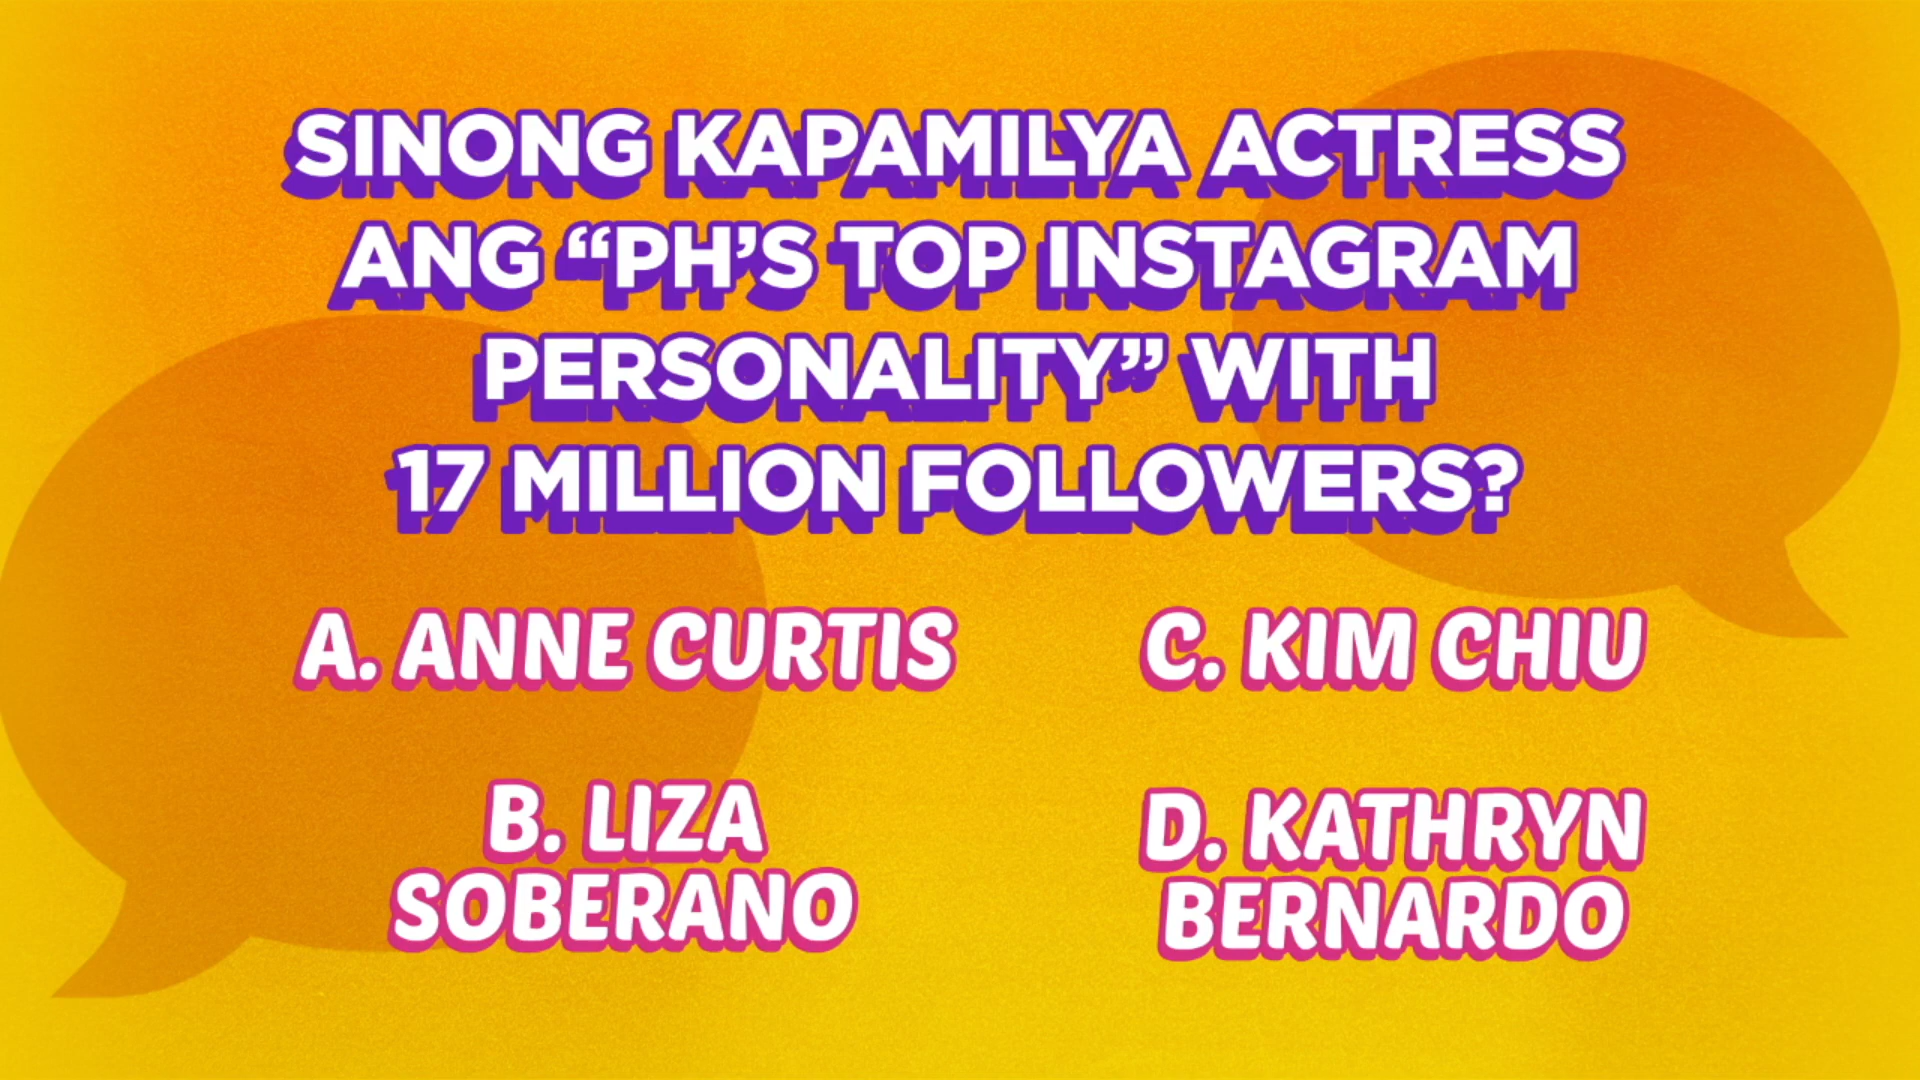 SINONG KAPAMILYA ACTRESS
ANG “PH’S TOP INSTAGRAM
PERSONALITY” WITH
17 MILLION FOLLOWERS?
A. ANNE CURTIS
B. LIZA
SOBERANO
C. KIM CHIU
D. KATHRYN
BERNARDO